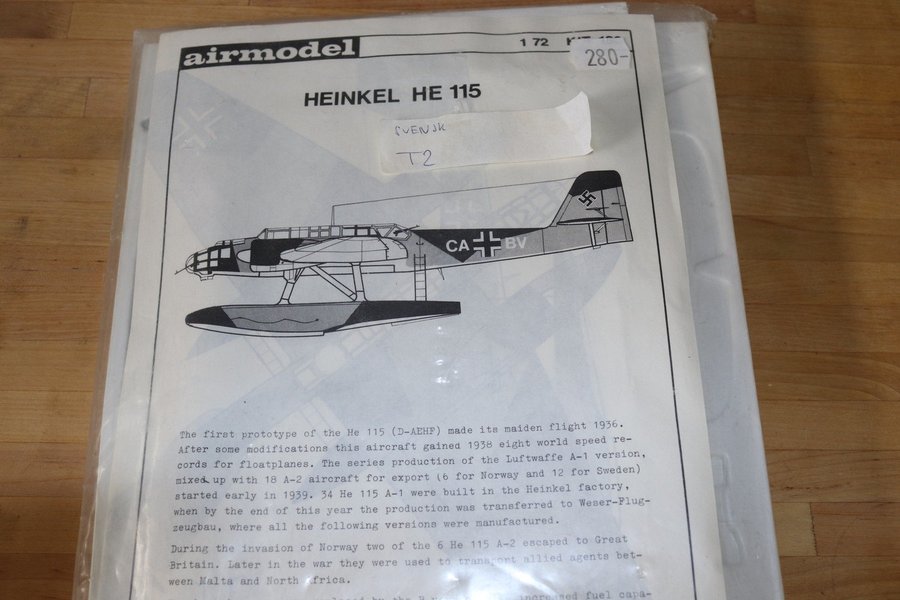 airmodel
1 72
280-
HEINKEL HE 115
SVENSK
T2
CA BV
The first prototype of the He 115 (D-AEHF) made its maiden flight 1936.
After some modifications this aircraft gained 1938 eight world speed re-
cords for floatplanes. The series production of the Luftwaffe A-1 version,
mixed up with 18 A-2 aircraft for export (6 for Norway and 12 for Sweden)
started early in 1939. 34 He 115 A-1 were built in the Heinkel factory,
when by the end of this year the production was transferred to Weser-Flug-
zeugbau, where all the following versions were manufactured.
During the invasion of Norway two of the 6 He 115 A-2 escaped to Great
Britain. Later in the war they were used to transport allied agents bet-
ween Malta and North Africa.
by the B increased fuel capa-